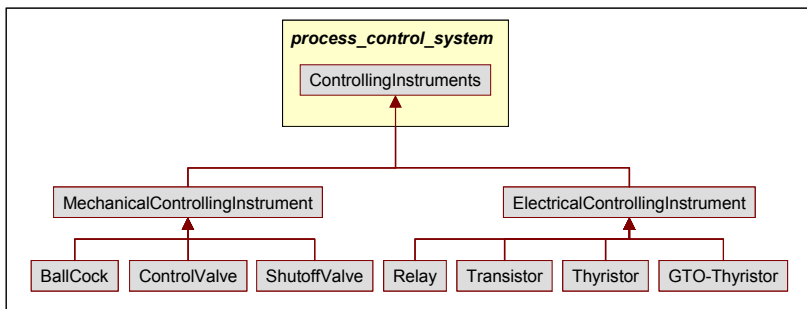 process_control_system
ControllingInstruments
MechanicalControllingInstrument ElectricalControllingInstrument
BallCock ControlValve ShutoffValve Relay Transistor Thyristor GTO-Thyristor